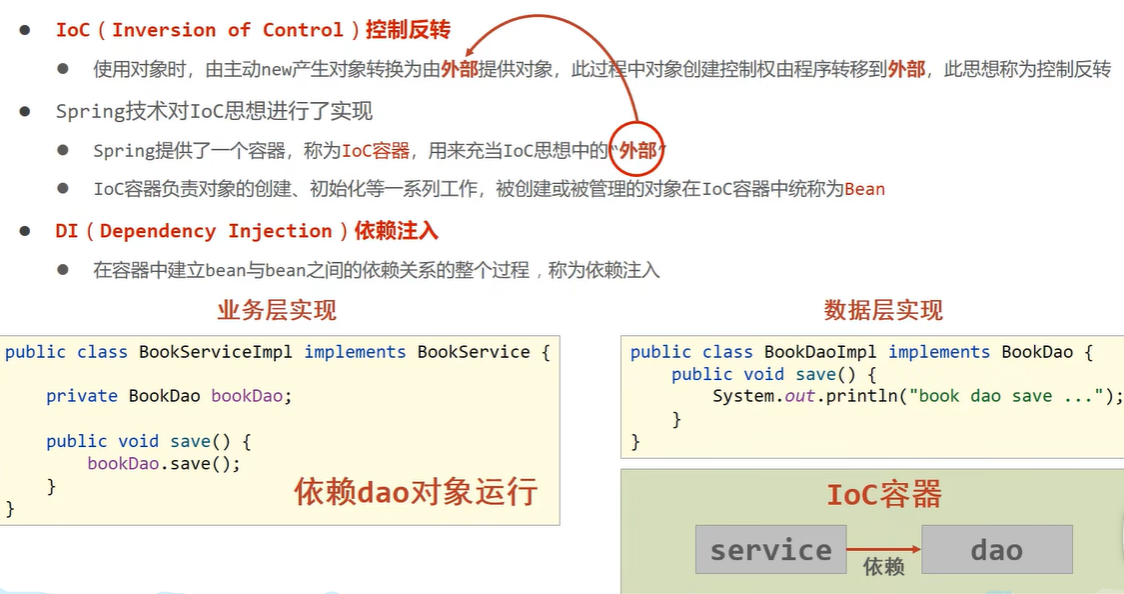 IoC（Inversion of Control）控制反转
使用对象时，由主动new产生对象转换为由外部提供对象，此过程中对象创建控制权由程序转移到外部，此思想称为控制反转
Spring技术对IoC思想进行了实现
Spring提供了一个容器，称为IoC容器，用来充当IoC思想中的“外部”
IoC容器负责对象的创建、初始化等一系列工作，被创建或被管理的对象在IoC容器中统称为Bean
DI（Dependency Injection）依赖注入
在容器中建立bean与bean之间的依赖关系的整个过程，称为依赖注入
业务层实现
public class BookServiceImpl implements BookService {
private BookDao bookDao;
public void save() {
bookDao.save();
}
}
依赖dao对象运行
数据层实现
public class BookDaoImpl implements BookDao {
public void save() {
System.out.println("book dao save ...");
}
}
IoC容器
service
依赖
dao